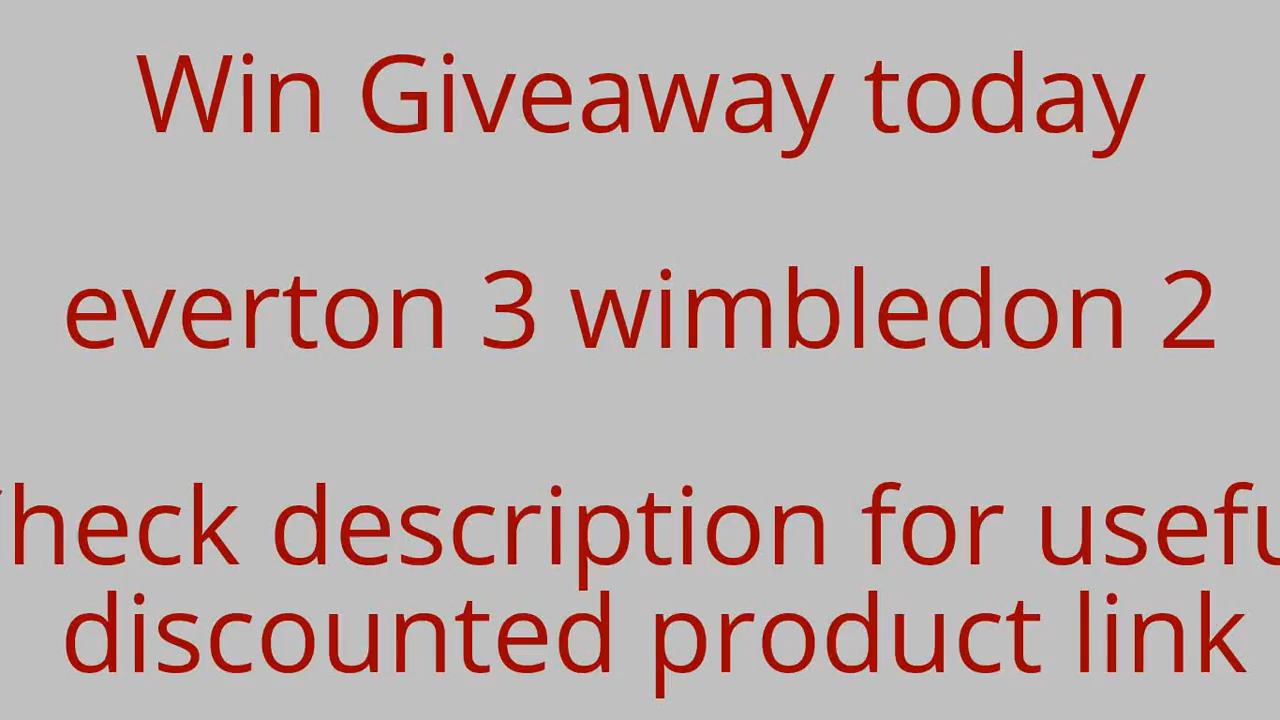 Win Giveaway today
everton 3 wimbledon 2
heck description for usefu
discounted product link